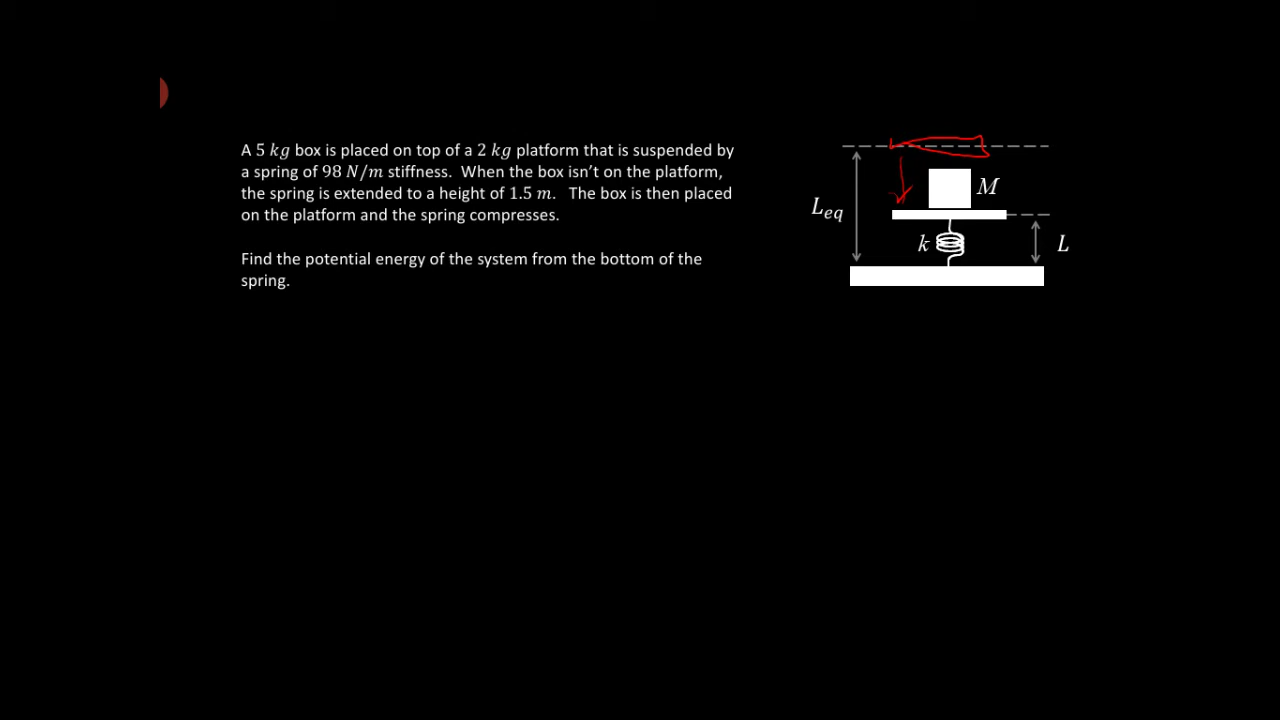 A 5 kg box is placed on top of a 2 kg platform that is suspended by
a spring of 98 N/m stiffness. When the box isn't on the platform,
the spring is extended to a height of 1.5 m. The box is then placed
on the platform and the spring compresses.
Find the potential energy of the system from the bottom of the
spring.
M
L_eq
k
L